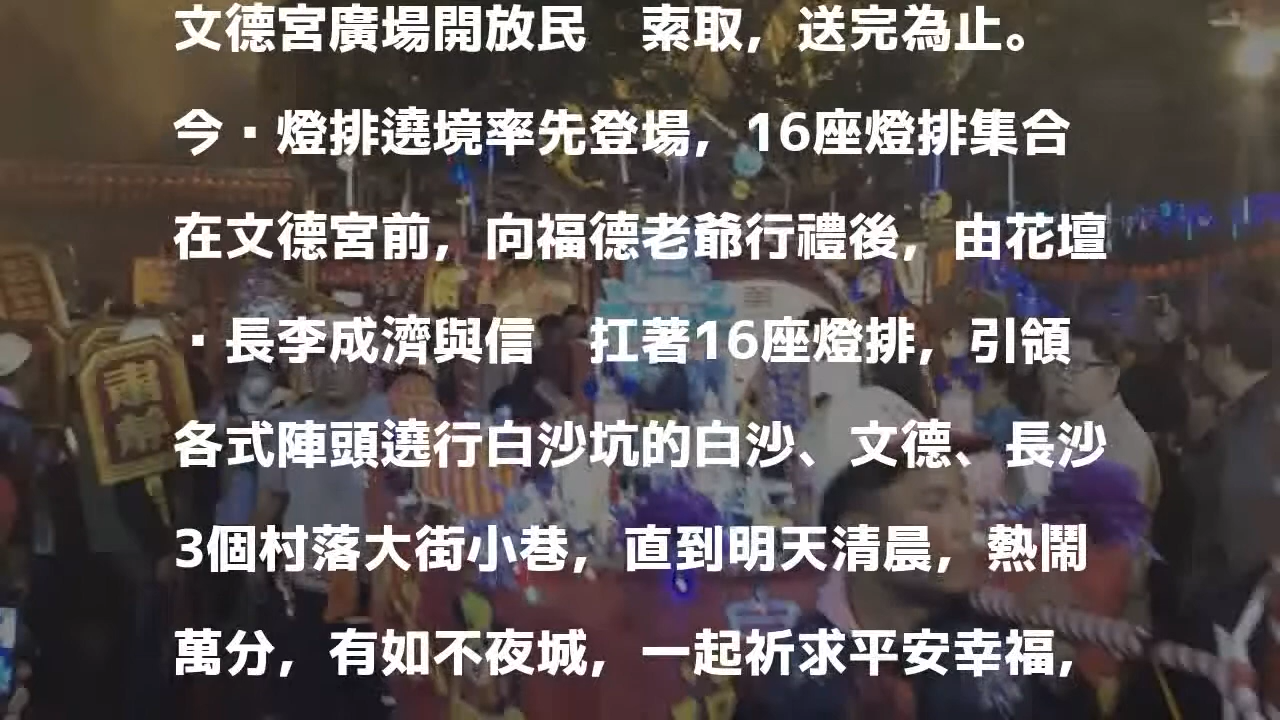 文德宮廣場開放民　索取，送完為止。
今▪燈排遶境率先登場，16座燈排集合
在文德宮前，向福德老爺行禮後，由花壇
▪長李成濟與信　扛著16座燈排，引領
各式陣頭遶行白沙坑的白沙、文德、長沙
3個村落大街小巷，直到明天清晨，熱鬧
萬分，有如不夜城，一起祈求平安幸福，